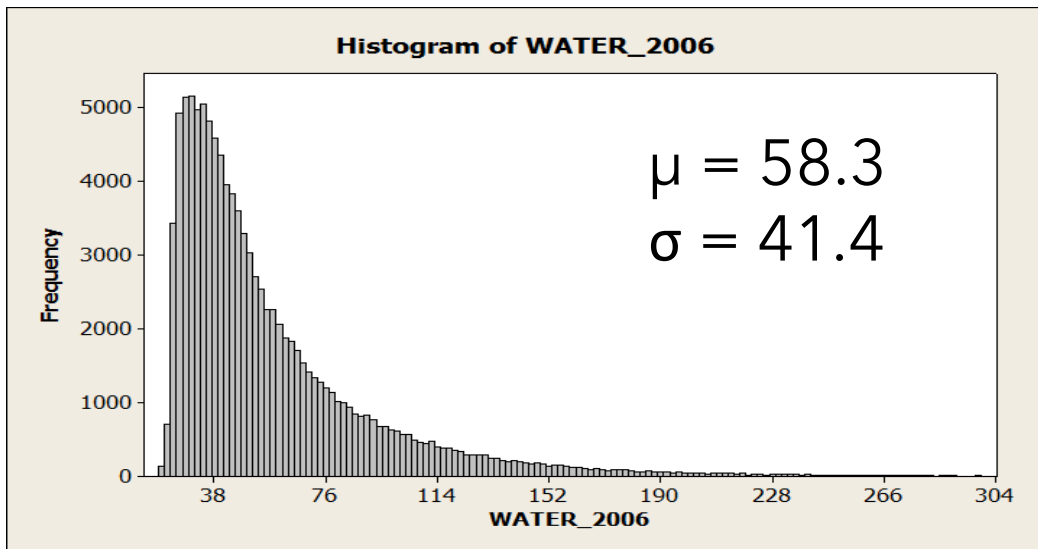 Histogram of WATER_2006
μ = 58.3
σ = 41.4
Frequency
5000
4000
3000
2000
1000
0
38 76 114 152 190 228 266 304
WATER_2006